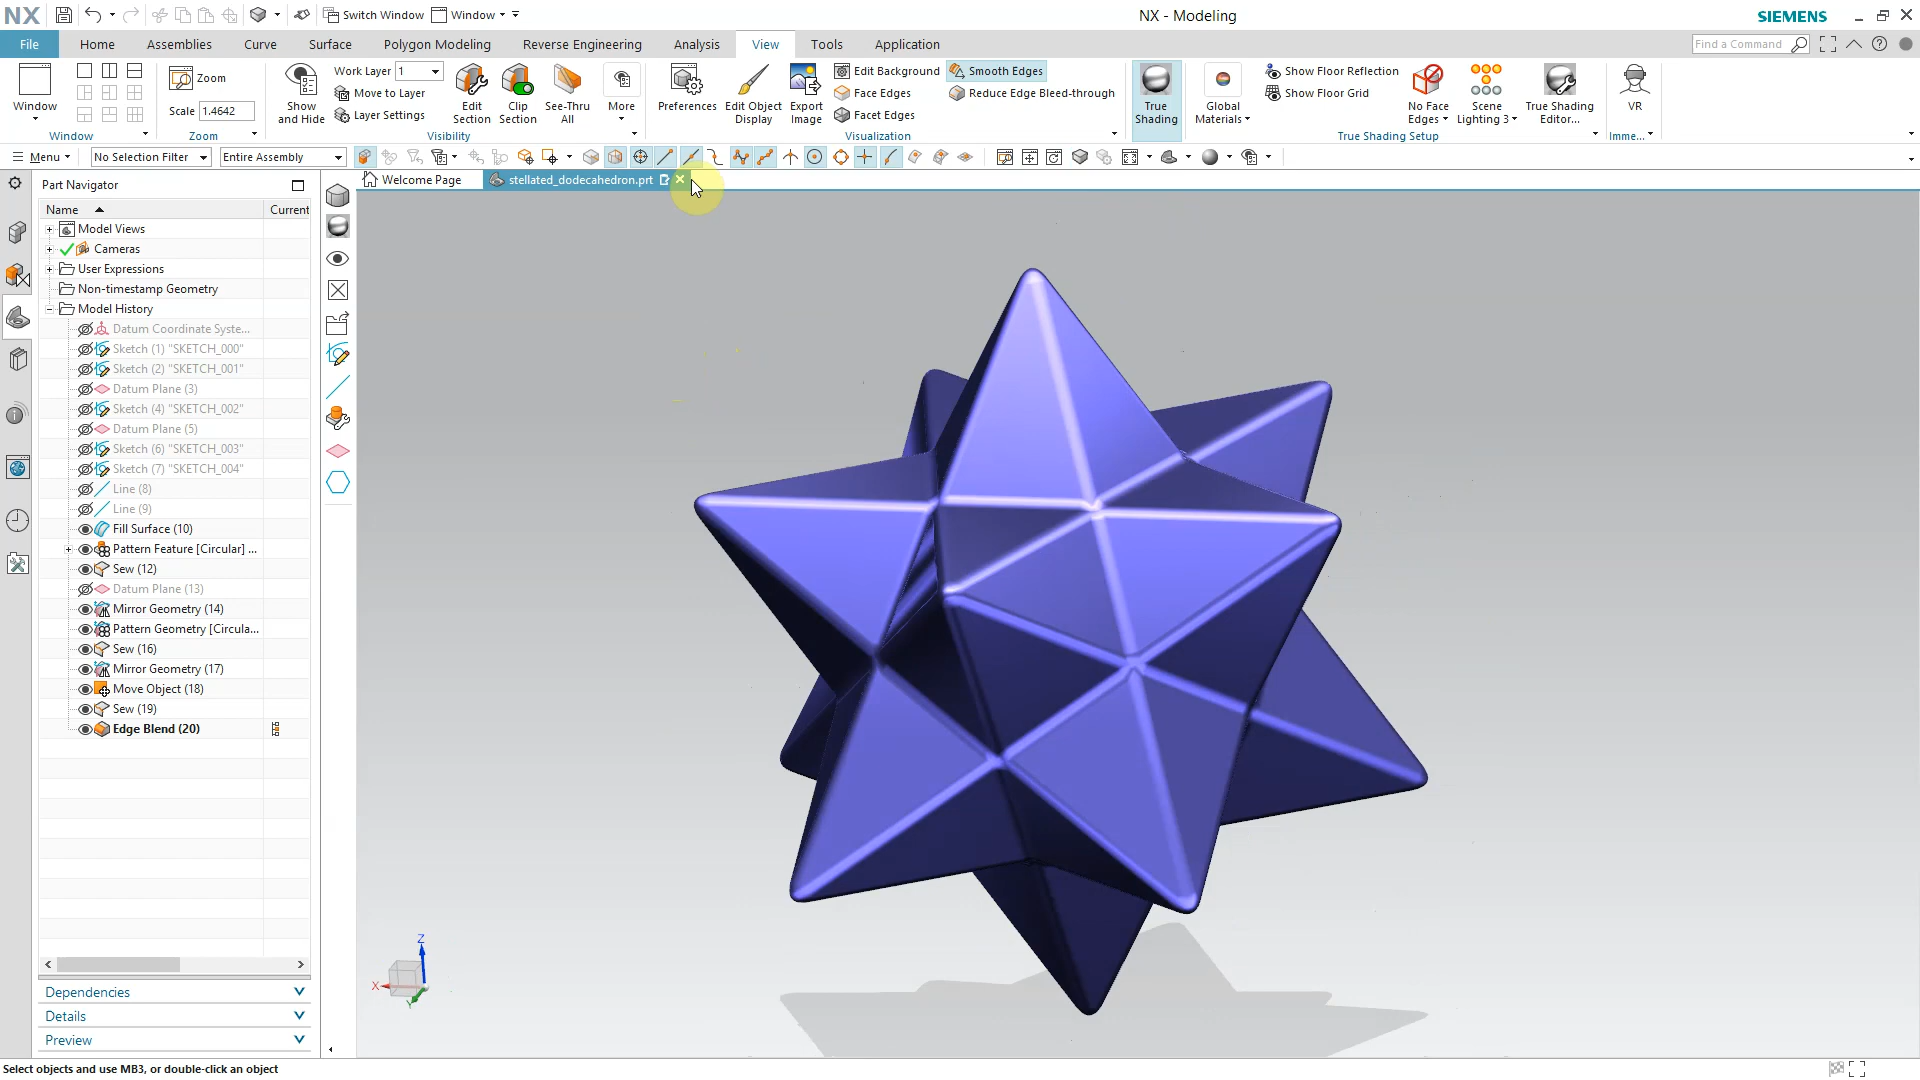 NX Switch Window Window NX - Modeling SIEMENS
File Home Assemblies Curve Surface Polygon Modeling Reverse Engineering Analysis View Tools Application Find a Command
Window
Window
Zoom
Scale 1.4642
Zoom
Show and Hide
Work Layer 1
Move to Layer
Layer Settings
Edit Section
Clip Section
See-Thru All
More
Visibility
Preferences
Edit Object Display
Export Image
Edit Background
Face Edges
Facet Edges
Smooth Edges
Reduce Edge Bleed-through
Visualization
True Shading
Global Materials
Show Floor Reflection
Show Floor Grid
No Face Edges
Scene Lighting 3
True Shading Editor...
True Shading Setup
VR
Imme...
Menu No Selection Filter Entire Assembly
Part Navigator
Welcome Page stellated_dodecahedron.prt
Name Current
Model Views
Cameras
User Expressions
Non-timestamp Geometry
Model History
Datum Coordinate Syste...
Sketch (1) "SKETCH_000"
Sketch (2) "SKETCH_001"
Datum Plane (3)
Sketch (4) "SKETCH_002"
Datum Plane (5)
Sketch (6) "SKETCH_003"
Sketch (7) "SKETCH_004"
Line (8)
Line (9)
Fill Surface (10)
Pattern Feature [Circular] ...
Sew (12)
Datum Plane (13)
Mirror Geometry (14)
Pattern Geometry [Circula...
Sew (16)
Mirror Geometry (17)
Move Object (18)
Sew (19)
Edge Blend (20)
Z
X
Y
Dependencies
Details
Preview
Select objects and use MB3, or double-click an object